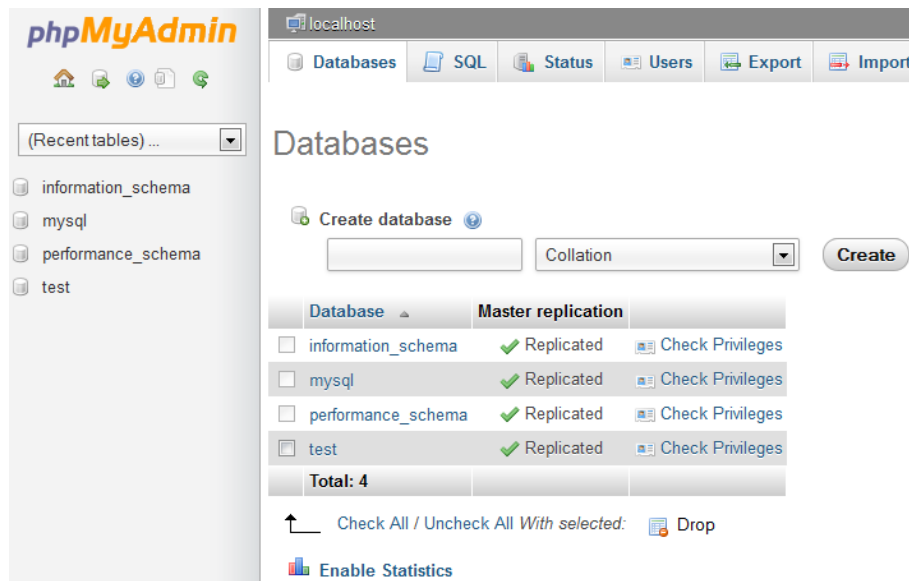 phpMyAdmin
(Recent tables) ...
information_schema
mysql
performance_schema
test
localhost
Databases SQL Status Users Export Import
Databases
Create database
Collation Create
Database Master replication
information_schema Replicated Check Privileges
mysql Replicated Check Privileges
performance_schema Replicated Check Privileges
test Replicated Check Privileges
Total: 4
Check All / Uncheck All With selected: Drop
Enable Statistics